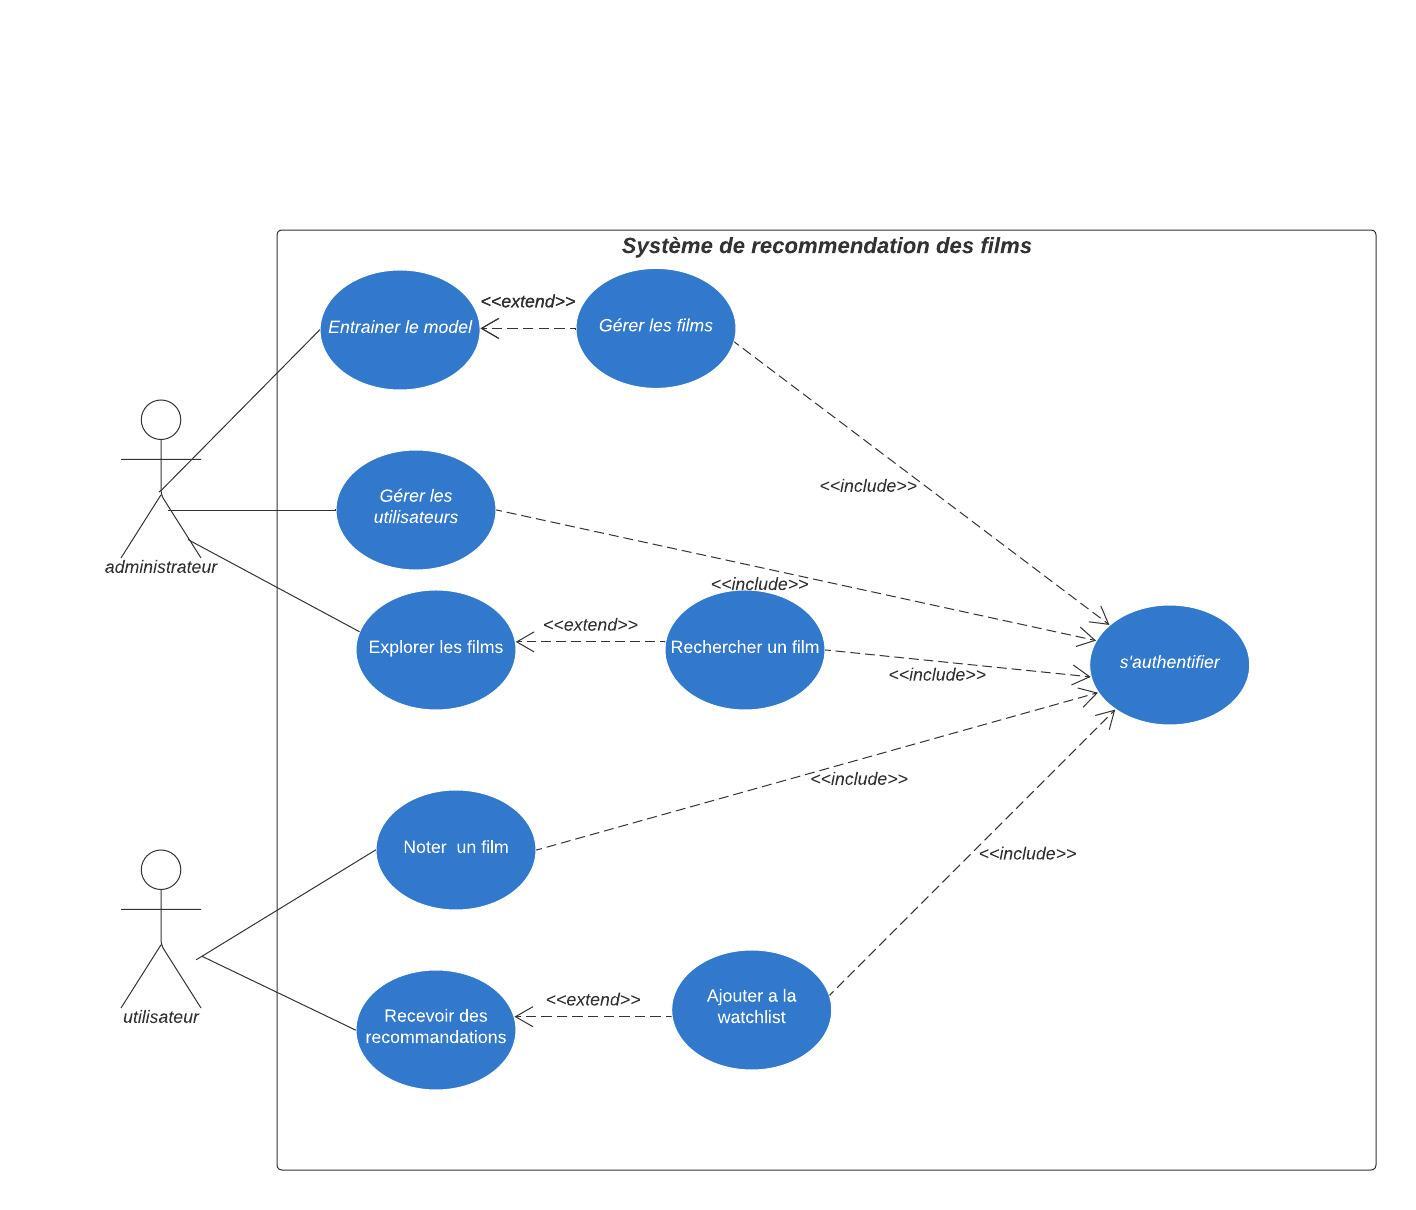 Système de recommendation des films
Entrainer le model
<<extend>>
Gérer les films
<<include>>
administrateur
Gérer les
utilisateurs
<<include>>
Explorer les films
<<extend>>
Rechercher un film
<<include>>
s'authentifier
Noter  un film
<<include>>
<<include>>
utilisateur
Recevoir des
recommandations
<<extend>>
Ajouter a la
watchlist